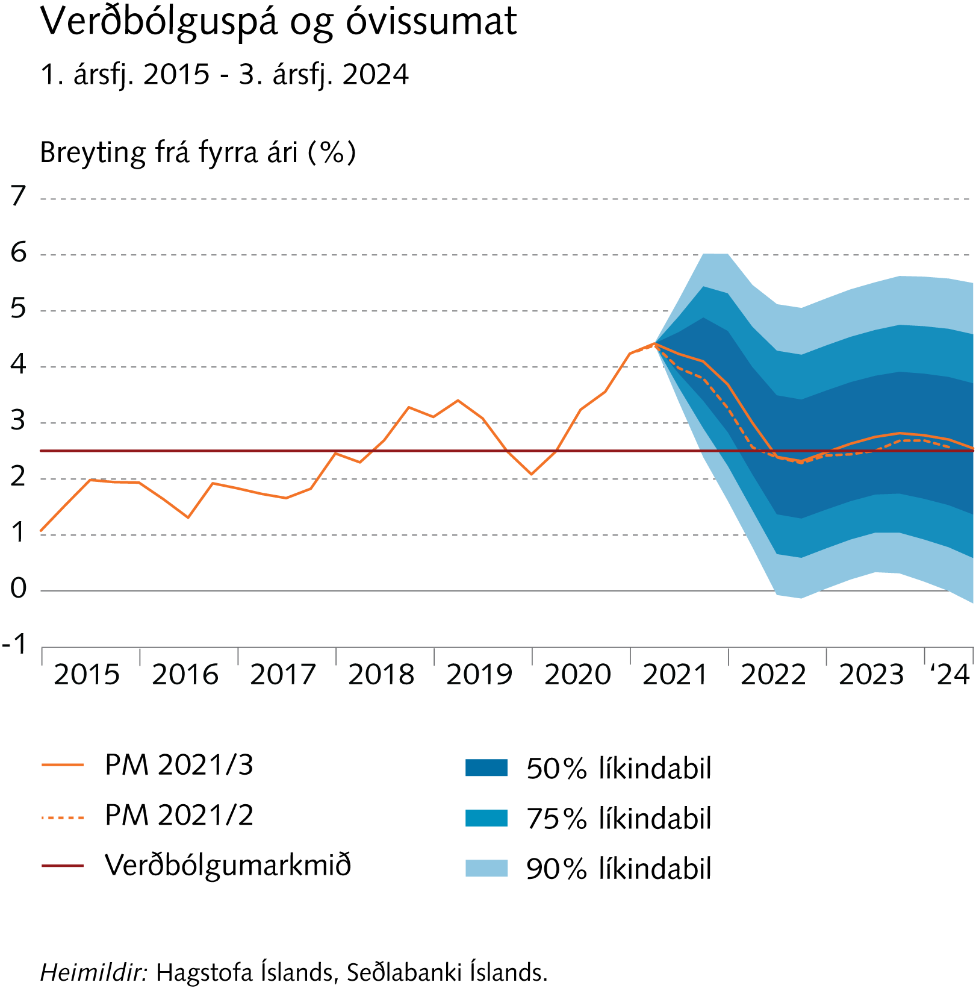 Verðbólguspá og óvissumat
1. ársfj. 2015 - 3. ársfj. 2024
Breyting frá fyrra ári (%)
7
6
5
4
3
2
1
0
-1
2015 2016 2017 2018 2019 2020 2021 2022 2023 ‘24
PM 2021/3
PM 2021/2
Verðbólgumarkmið
50% líkindabil
75% líkindabil
90% líkindabil
Heimildir: Hagstofa Íslands, Seðlabanki Íslands.